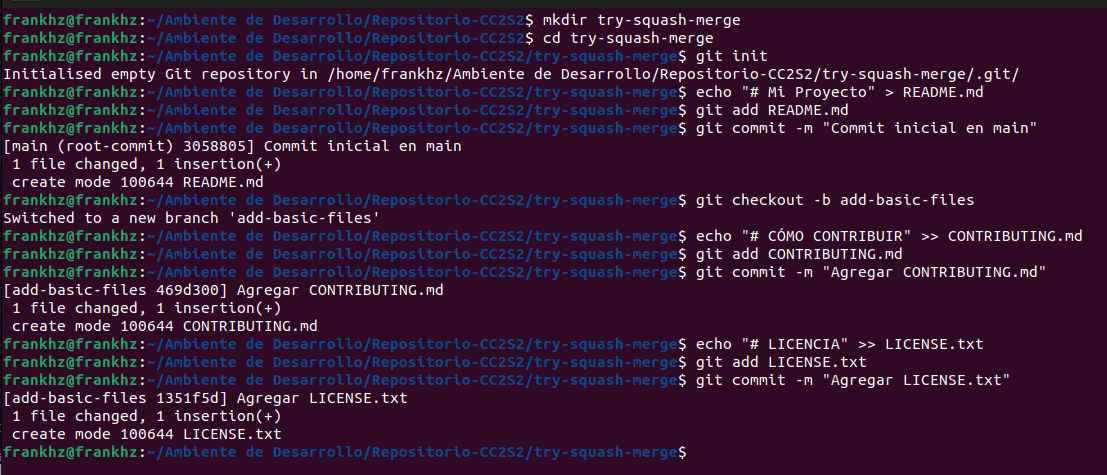 frankhz@frankhz:~/Ambiente de Desarrollo/Repositorio-CC2S2$ mkdir try-squash-merge
frankhz@frankhz:~/Ambiente de Desarrollo/Repositorio-CC2S2$ cd try-squash-merge
frankhz@frankhz:~/Ambiente de Desarrollo/Repositorio-CC2S2/try-squash-merge$ git init
Initialised empty Git repository in /home/frankhz/Ambiente de Desarrollo/Repositorio-CC2S2/try-squash-merge/.git/
frankhz@frankhz:~/Ambiente de Desarrollo/Repositorio-CC2S2/try-squash-merge$ echo "# Mi Proyecto" > README.md
frankhz@frankhz:~/Ambiente de Desarrollo/Repositorio-CC2S2/try-squash-merge$ git add README.md
frankhz@frankhz:~/Ambiente de Desarrollo/Repositorio-CC2S2/try-squash-merge$ git commit -m "Commit inicial en main"
[main (root-commit) 3058805] Commit inicial en main
 1 file changed, 1 insertion(+)
 create mode 100644 README.md
frankhz@frankhz:~/Ambiente de Desarrollo/Repositorio-CC2S2/try-squash-merge$ git checkout -b add-basic-files
Switched to a new branch 'add-basic-files'
frankhz@frankhz:~/Ambiente de Desarrollo/Repositorio-CC2S2/try-squash-merge$ echo "# CÓMO CONTRIBUIR" >> CONTRIBUTING.md
frankhz@frankhz:~/Ambiente de Desarrollo/Repositorio-CC2S2/try-squash-merge$ git add CONTRIBUTING.md
frankhz@frankhz:~/Ambiente de Desarrollo/Repositorio-CC2S2/try-squash-merge$ git commit -m "Agregar CONTRIBUTING.md"
[add-basic-files 469d300] Agregar CONTRIBUTING.md
 1 file changed, 1 insertion(+)
 create mode 100644 CONTRIBUTING.md
frankhz@frankhz:~/Ambiente de Desarrollo/Repositorio-CC2S2/try-squash-merge$ echo "# LICENCIA" >> LICENSE.txt
frankhz@frankhz:~/Ambiente de Desarrollo/Repositorio-CC2S2/try-squash-merge$ git add LICENSE.txt
frankhz@frankhz:~/Ambiente de Desarrollo/Repositorio-CC2S2/try-squash-merge$ git commit -m "Agregar LICENSE.txt"
[add-basic-files 1351f5d] Agregar LICENSE.txt
 1 file changed, 1 insertion(+)
 create mode 100644 LICENSE.txt
frankhz@frankhz:~/Ambiente de Desarrollo/Repositorio-CC2S2/try-squash-merge$